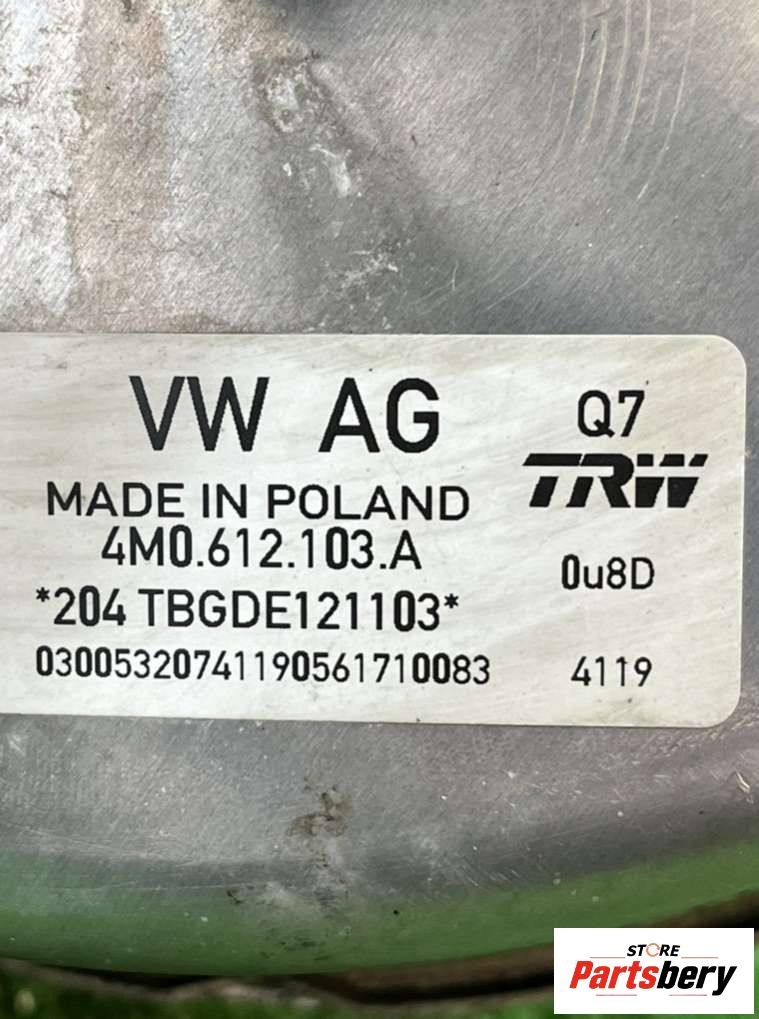 VW AG
Q7
TRW
MADE IN POLAND
4M0.612.103.A
0u8D
*204 TBGDE121103*
03005320741190561710083
4119
STORE
Partsbery